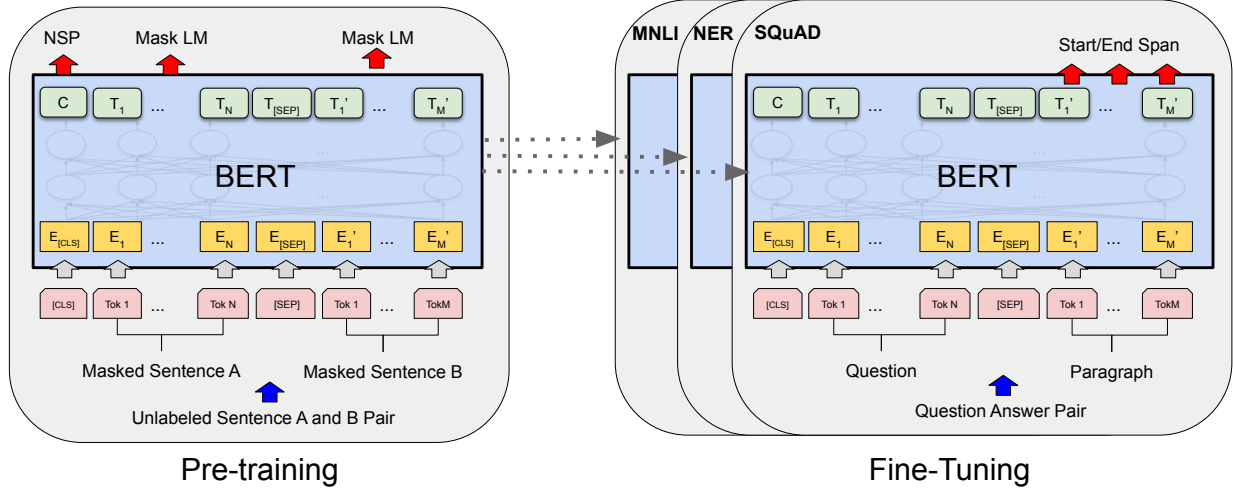 NSP Mask LM Mask LM
C T1 ... TN T[SEP] T1’ ... TM’
...
BERT
...
E[CLS] E1 ... EN E[SEP] E1’ ... EM’
[CLS] Tok 1 ... Tok N [SEP] Tok 1 ... TokM
Masked Sentence A Masked Sentence B
Unlabeled Sentence A and B Pair
Pre-training
MNLI NER SQuAD
Start/End Span
C T1 ... TN T[SEP] T1’ ... TM’
...
BERT
...
E[CLS] E1 ... EN E[SEP] E1’ ... EM’
[CLS] Tok 1 ... Tok N [SEP] Tok 1 ... TokM
Question Paragraph
Question Answer Pair
Fine-Tuning